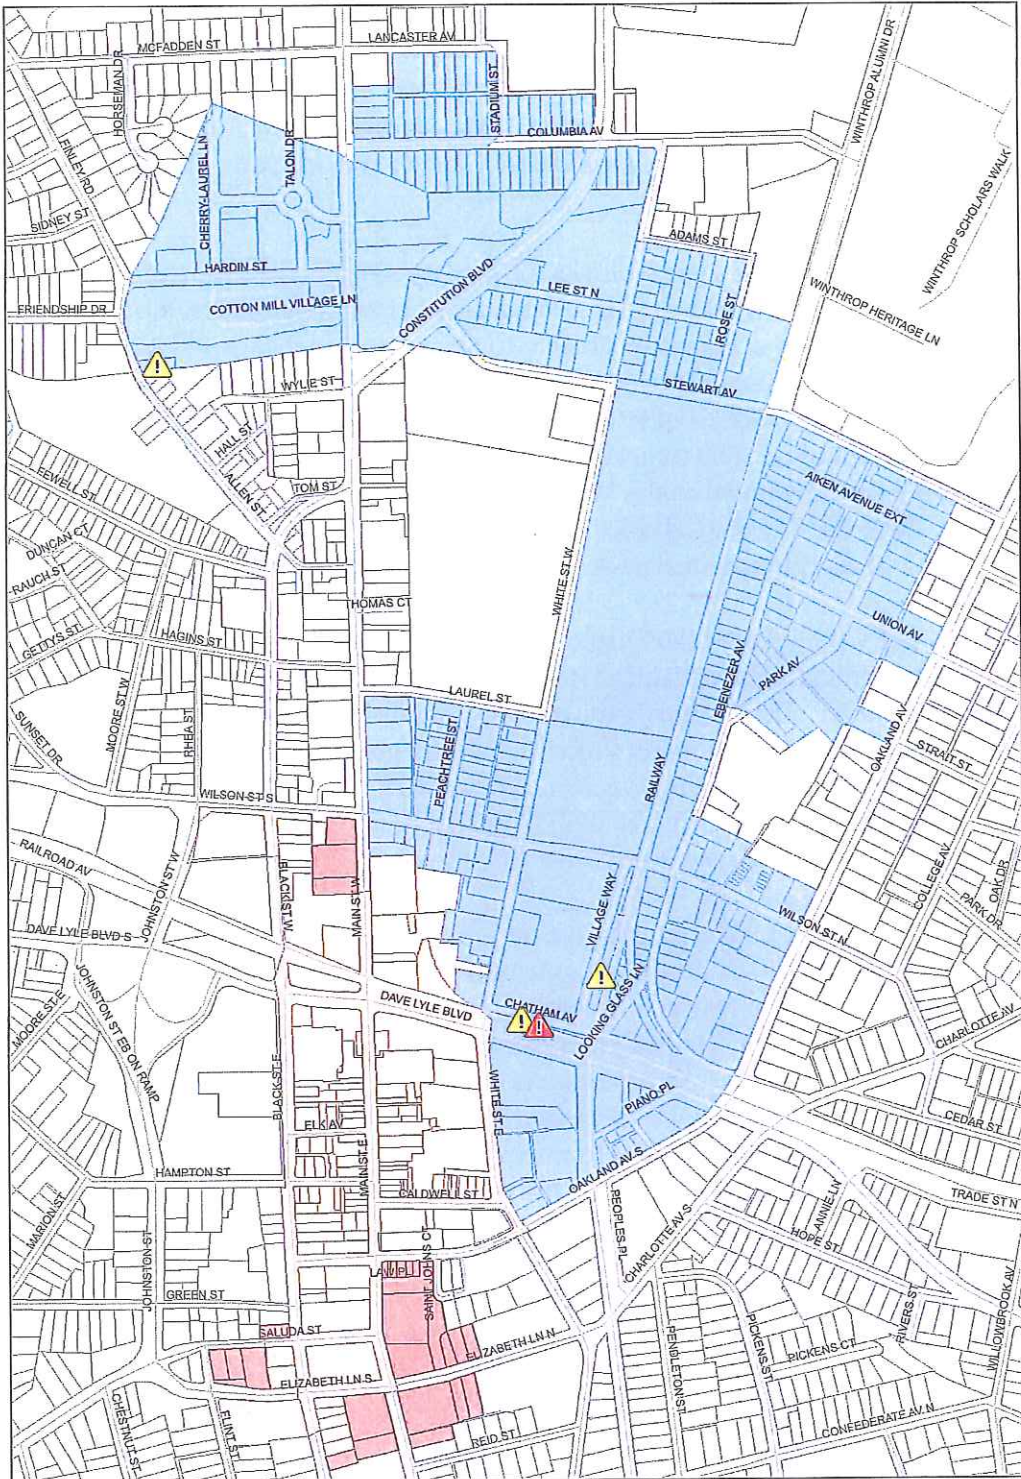 MCFADDEN ST
LANCASTER AV
HORSEMAN DR
STADIUM ST
WINTHROP ALUMNI DR
COLUMBIA AV
CHERRY-LAUREL LN
TALON DR
FINLEY RD
SIDNEY ST
WINTHROP SCHOLARS WALK
ADAMS ST
HARDIN ST
LEE ST N
CONSTITUTION BLVD
COTTON MILL VILLAGE LN
FRIENDSHIP DR
ROSE ST
WINTHROP HERITAGE LN
WYLIE ST
STEWART AV
HALL ST
ALLEN ST
TOM ST
FEWELL ST
AIKEN AVENUE EXT
DUNCAN CT
RAUCH ST
THOMAS CT
WHITE ST W
GETTYS ST
HAGINS ST
UNION AV
PARK AV
EBENEZER AV
LAUREL ST
MOORE ST W
RHEA ST
PEACHTREE ST
SUNSET DR
OAKLAND AV
STRAIT ST
RAILWAY
WILSON ST S
RAILROAD AV
BLACK ST W
MAIN ST W
JOHNSTON ST W
COLLEGE AV
OAK DR
PARK DR
VILLAGE WAY
WILSON ST N
DAVE LYLE BLVD S
DAVE LYLE BLVD
CHATHAM AV
LOOKING GLASS LN
MOORE ST E
JOHNSTON ST EB ON RAMP
CHARLOTTE AV
BLACK ST E
WHITE ST E
PIANO PL
ELK AV
CEDAR ST
HAMPTON ST
MAIN ST E
CALDWELL ST
OAKLAND AV S
PEOPLES PL
TRADE ST N
ANNIE LN
MARION ST
CHARLOTTE AV S
HOPE ST
JOHNSTON ST
LAW PL
SAINT JOHNS CT
GREEN ST
RIVERS ST
WILLOWBROOK AV
SALUDA ST
ELIZABETH LN N
PENDLETON ST
PICKENS ST
PICKENS CT
ELIZABETH LN S
CHESTNUT ST
FLINT ST
REID ST
CONFEDERATE AV N